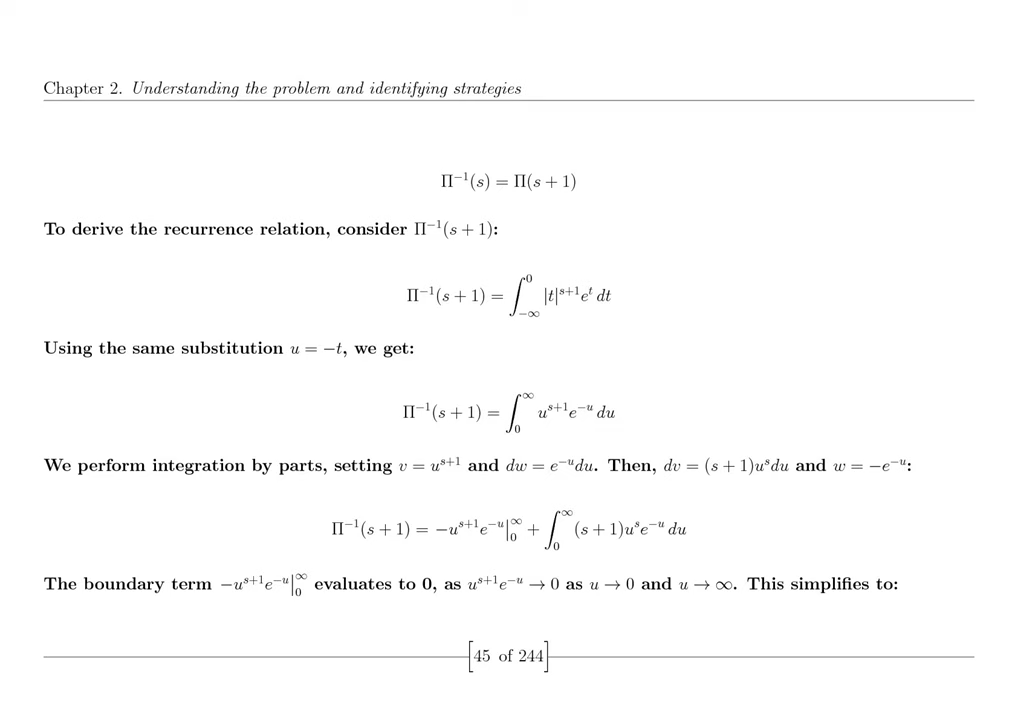 Chapter 2. Understanding the problem and identifying strategies
Π⁻¹(s) = Π(s + 1)
To derive the recurrence relation, consider Π⁻¹(s + 1):
Π⁻¹(s + 1) = ∫_{−∞}^{0} |t|^{s+1} e^{t} dt
Using the same substitution u = −t, we get:
Π⁻¹(s + 1) = ∫_{0}^{∞} u^{s+1} e^{−u} du
We perform integration by parts, setting v = u^{s+1} and dw = e^{−u}du. Then, dv = (s + 1)u^{s}du and w = −e^{−u}:
Π⁻¹(s + 1) = −u^{s+1}e^{−u}|_{0}^{∞} + ∫_{0}^{∞} (s + 1)u^{s}e^{−u} du
The boundary term −u^{s+1}e^{−u}|_{0}^{∞} evaluates to 0, as u^{s+1}e^{−u} → 0 as u → 0 and u → ∞. This simplifies to:
[45 of 244]